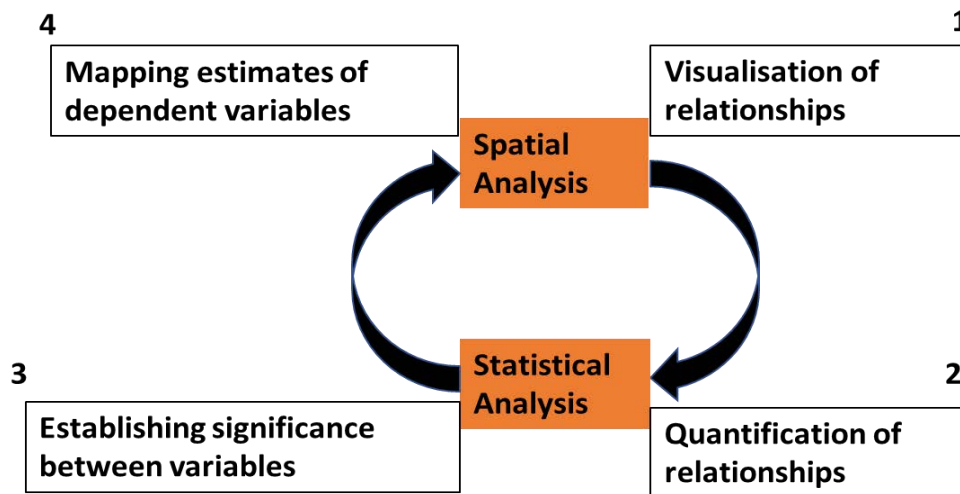 4
Mapping estimates of
dependent variables
1
Visualisation of
relationships
Spatial
Analysis
Statistical
Analysis
3
Establishing significance
between variables
2
Quantification of
relationships